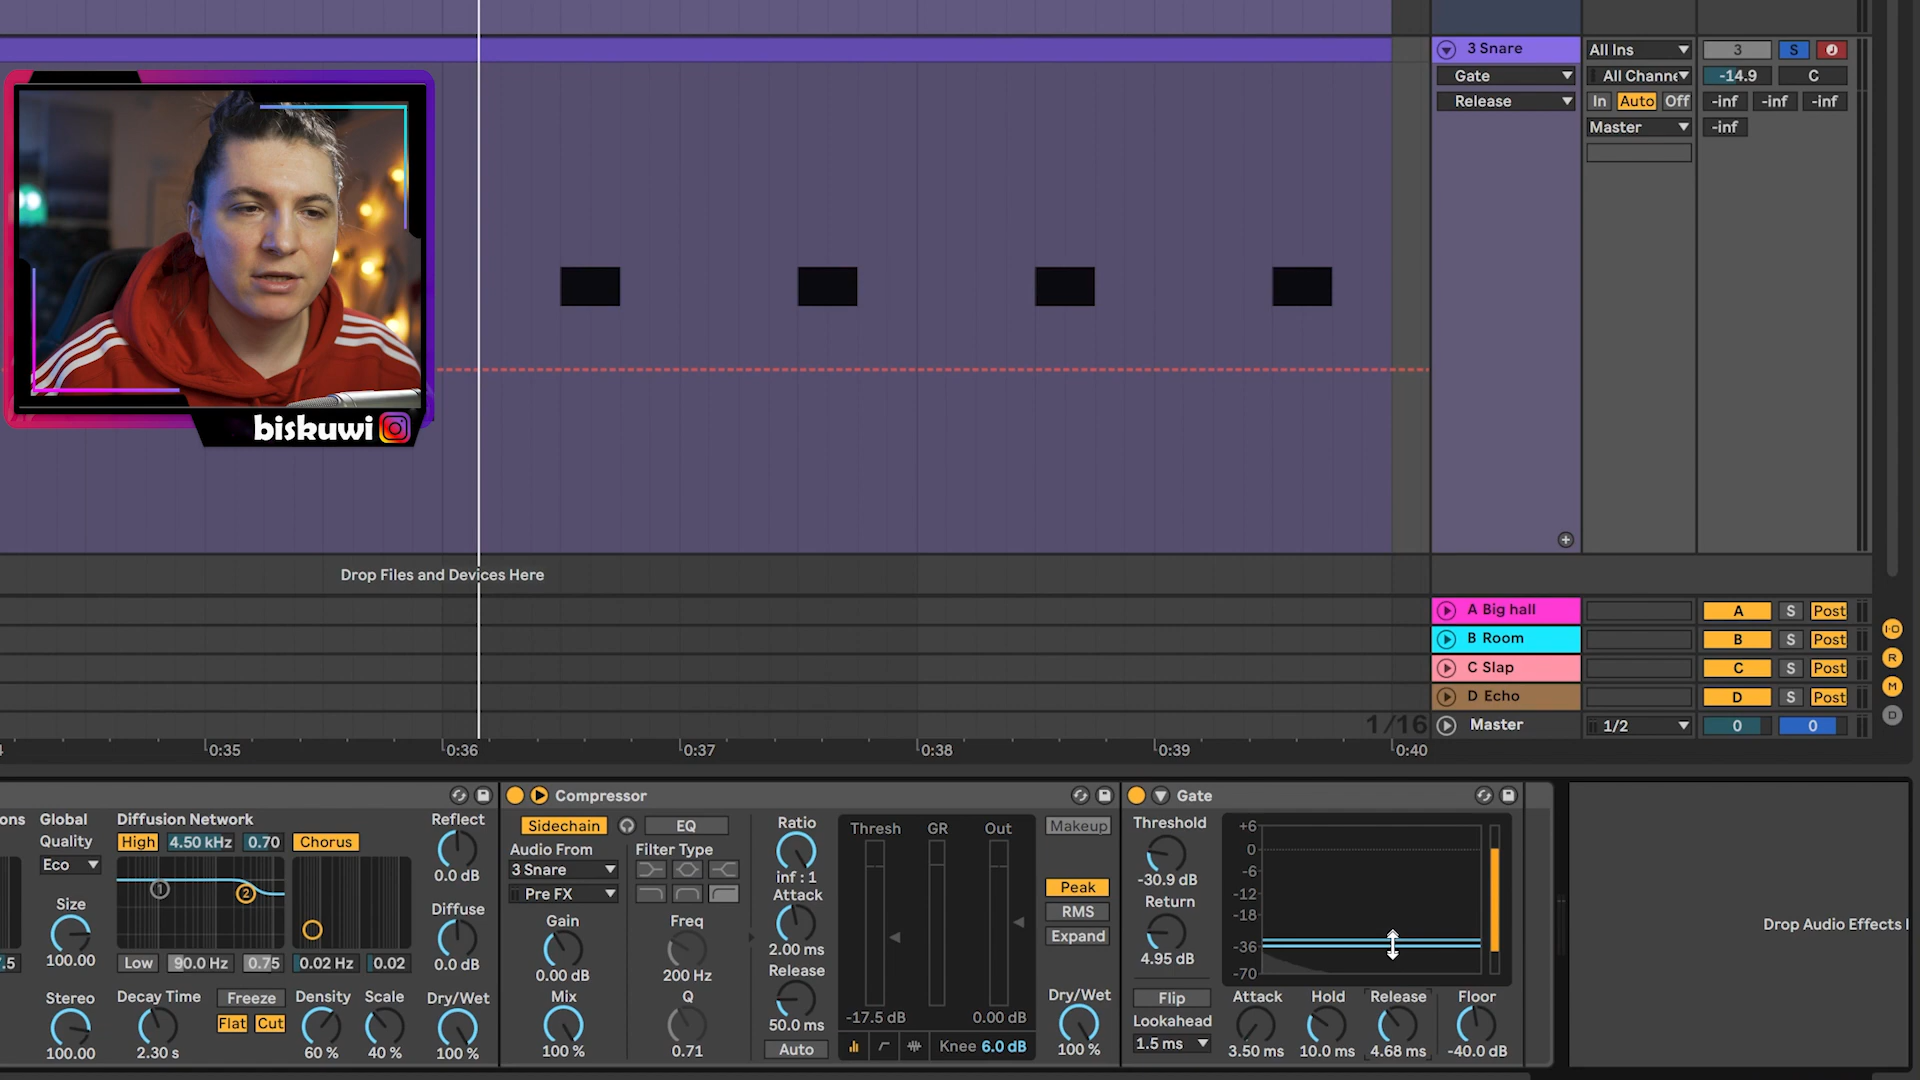 3 Snare
All Ins
3
S
Gate
All Channe
-14.9
C
Release
In
Auto
Off
-inf
-inf
-inf
Master
-inf
biskuwi
Drop Files and Devices Here
A Big hall
A
S
Post
B Room
B
S
Post
C Slap
C
S
Post
D Echo
D
S
Post
1/16
Master
1/2
0
0
I·O
R
M
D
0:35
0:36
0:37
0:38
0:39
0:40
ons
Global
Quality
Eco
Size
100.00
Stereo
100.00
Diffusion Network
High
4.50 kHz
0.70
Chorus
1
2
Low
90.0 Hz
0.75
0.02 Hz
0.02
Decay Time
2.30 s
Freeze
Flat
Cut
Density
60 %
Scale
40 %
Reflect
0.0 dB
Diffuse
0.0 dB
Dry/Wet
100 %
Compressor
Sidechain
EQ
Audio From
Filter Type
3 Snare
Pre FX
Gain
0.00 dB
Mix
100 %
Freq
200 Hz
Q
0.71
Ratio
inf : 1
Attack
2.00 ms
Release
50.0 ms
Auto
Thresh
GR
Out
-17.5 dB
0.00 dB
Knee 6.0 dB
Makeup
Peak
RMS
Expand
Dry/Wet
100 %
Gate
Threshold
-30.9 dB
Return
4.95 dB
Flip
Lookahead
1.5 ms
+6
0
-6
-12
-18
-36
-70
Attack
3.50 ms
Hold
10.0 ms
Release
4.68 ms
Floor
-40.0 dB
Drop Audio Effects